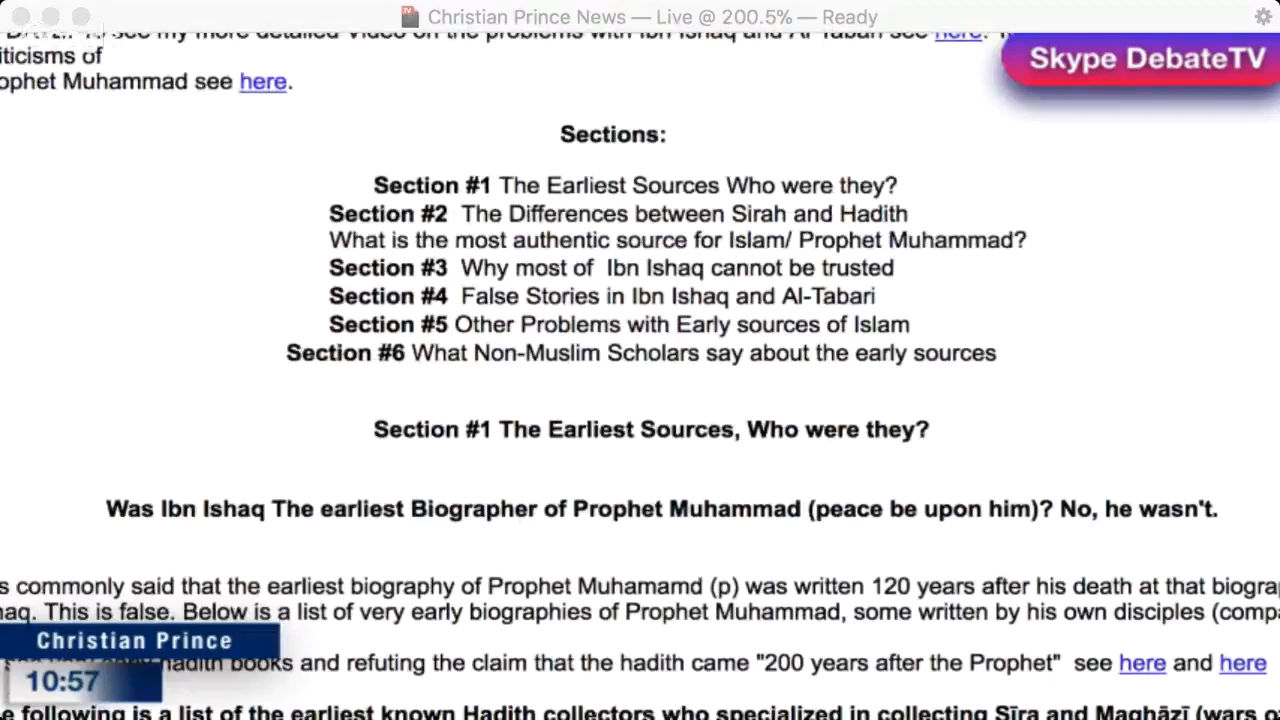 Christian Prince News — Live @ 200.5% — Ready
see my more detailed video on the problems with Ibn Ishaq and Al-Tabari see here.
Skype DebateTV
iticisms of
ophet Muhammad see here.
Sections:
Section #1 The Earliest Sources Who were they?
Section #2 The Differences between Sirah and Hadith
What is the most authentic source for Islam/ Prophet Muhammad?
Section #3 Why most of Ibn Ishaq cannot be trusted
Section #4 False Stories in Ibn Ishaq and Al-Tabari
Section #5 Other Problems with Early sources of Islam
Section #6 What Non-Muslim Scholars say about the early sources
Section #1 The Earliest Sources, Who were they?
Was Ibn Ishaq The earliest Biographer of Prophet Muhammad (peace be upon him)? No, he wasn't.
s commonly said that the earliest biography of Prophet Muhamamd (p) was written 120 years after his death at that biogra
haq. This is false. Below is a list of very early biographies of Prophet Muhammad, some written by his own disciples (comp
Christian Prince
hadith books and refuting the claim that the hadith came "200 years after the Prophet" see here and here
10:57
e following is a list of the earliest known Hadith collectors who specialized in collecting Sīra and Maghāzī (wars o